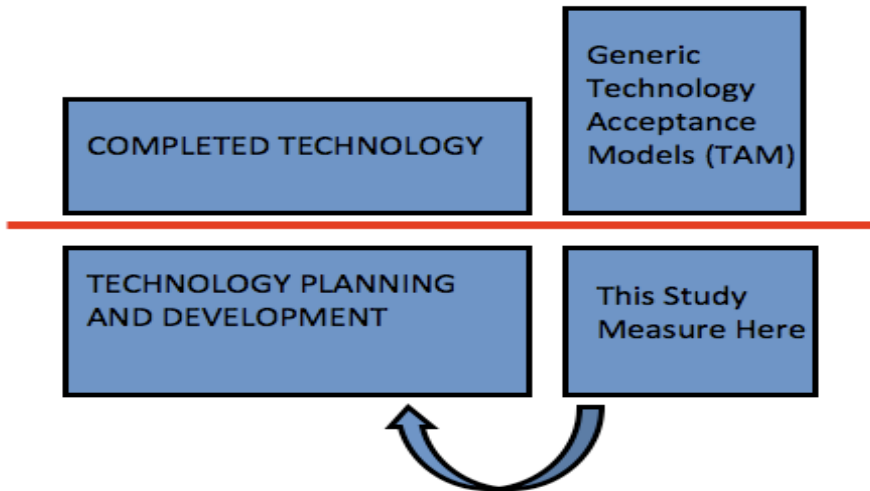 COMPLETED TECHNOLOGY
Generic
Technology
Acceptance
Models (TAM)
TECHNOLOGY PLANNING
AND DEVELOPMENT
This Study
Measure Here